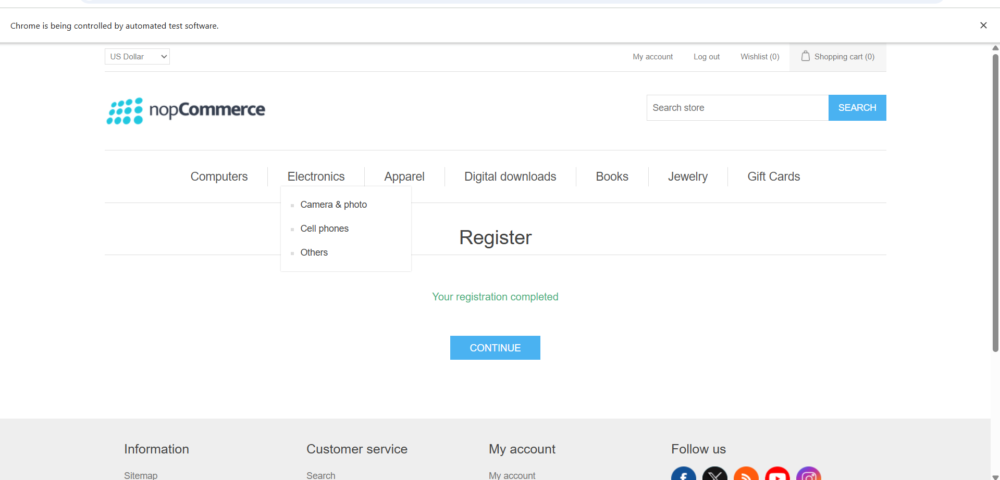 Chrome is being controlled by automated test software.
US Dollar
My account Log out Wishlist (0) Shopping cart (0)
nopCommerce
Search store SEARCH
Computers Electronics Apparel Digital downloads Books Jewelry Gift Cards
Camera & photo
Cell phones
Others
Register
Your registration completed
CONTINUE
Information Customer service My account Follow us
Sitemap Search My account